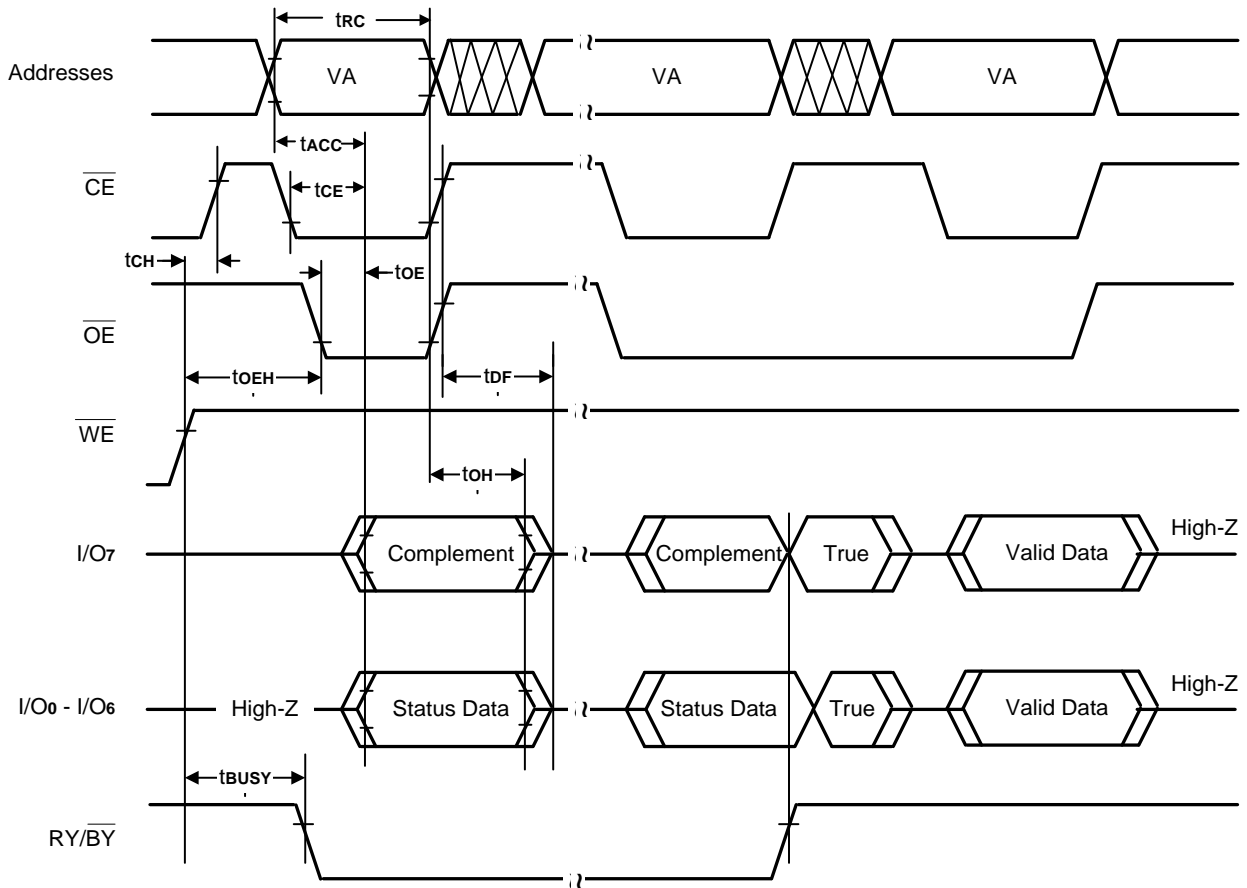 tRC
Addresses VA VA VA
tACC
CE tCE
tCH tOE
OE
tOEH tDF
WE
tOH
I/O7 Complement Complement True Valid Data High-Z
I/O0 - I/O6 High-Z Status Data Status Data True Valid Data High-Z
tBUSY
RY/BY